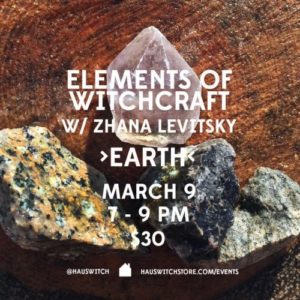 ELEMENTS OF
WITCHCRAFT
W/ ZHANA LEVITSKY
>EARTH<
MARCH 9
7 - 9 PM
$30
@HAUSWITCH HAUSWITCHSTORE.COM/EVENTS